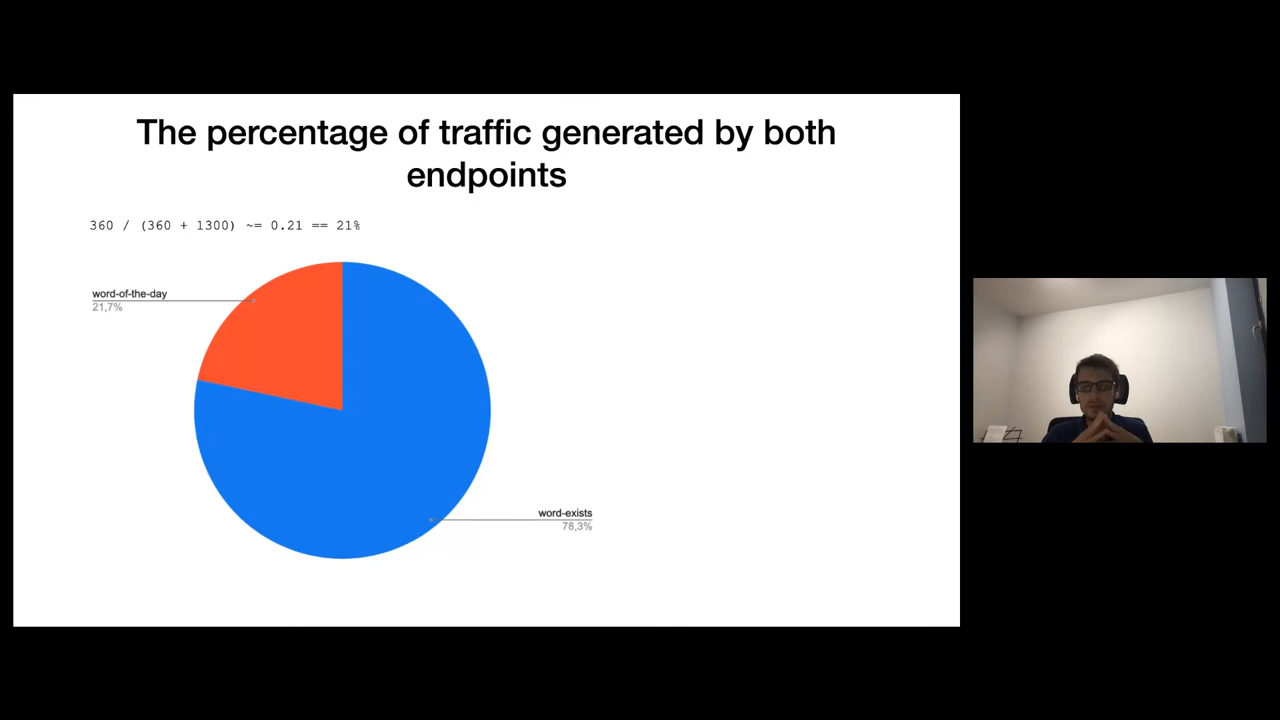 The percentage of traffic generated by both
endpoints
360 / (360 + 1300) ~= 0.21 == 21%
word-of-the-day
21,7%
word-exists
78,3%